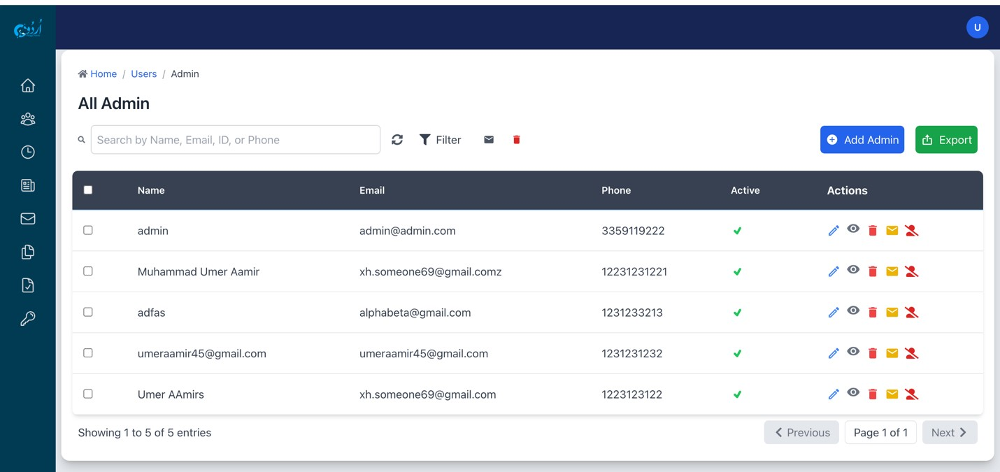 اُردُو
U
Home / Users / Admin
All Admin
Search by Name, Email, ID, or Phone Filter Add Admin Export
Name Email Phone Active Actions
admin admin@admin.com 3359119222
Muhammad Umer Aamir xh.someone69@gmail.comz 12231231221
adfas alphabeta@gmail.com 1231233213
umeraamir45@gmail.com umeraamir45@gmail.com 1231231232
Umer AAmirs xh.someone69@gmail.com 1223123122
Showing 1 to 5 of 5 entries Previous Page 1 of 1 Next